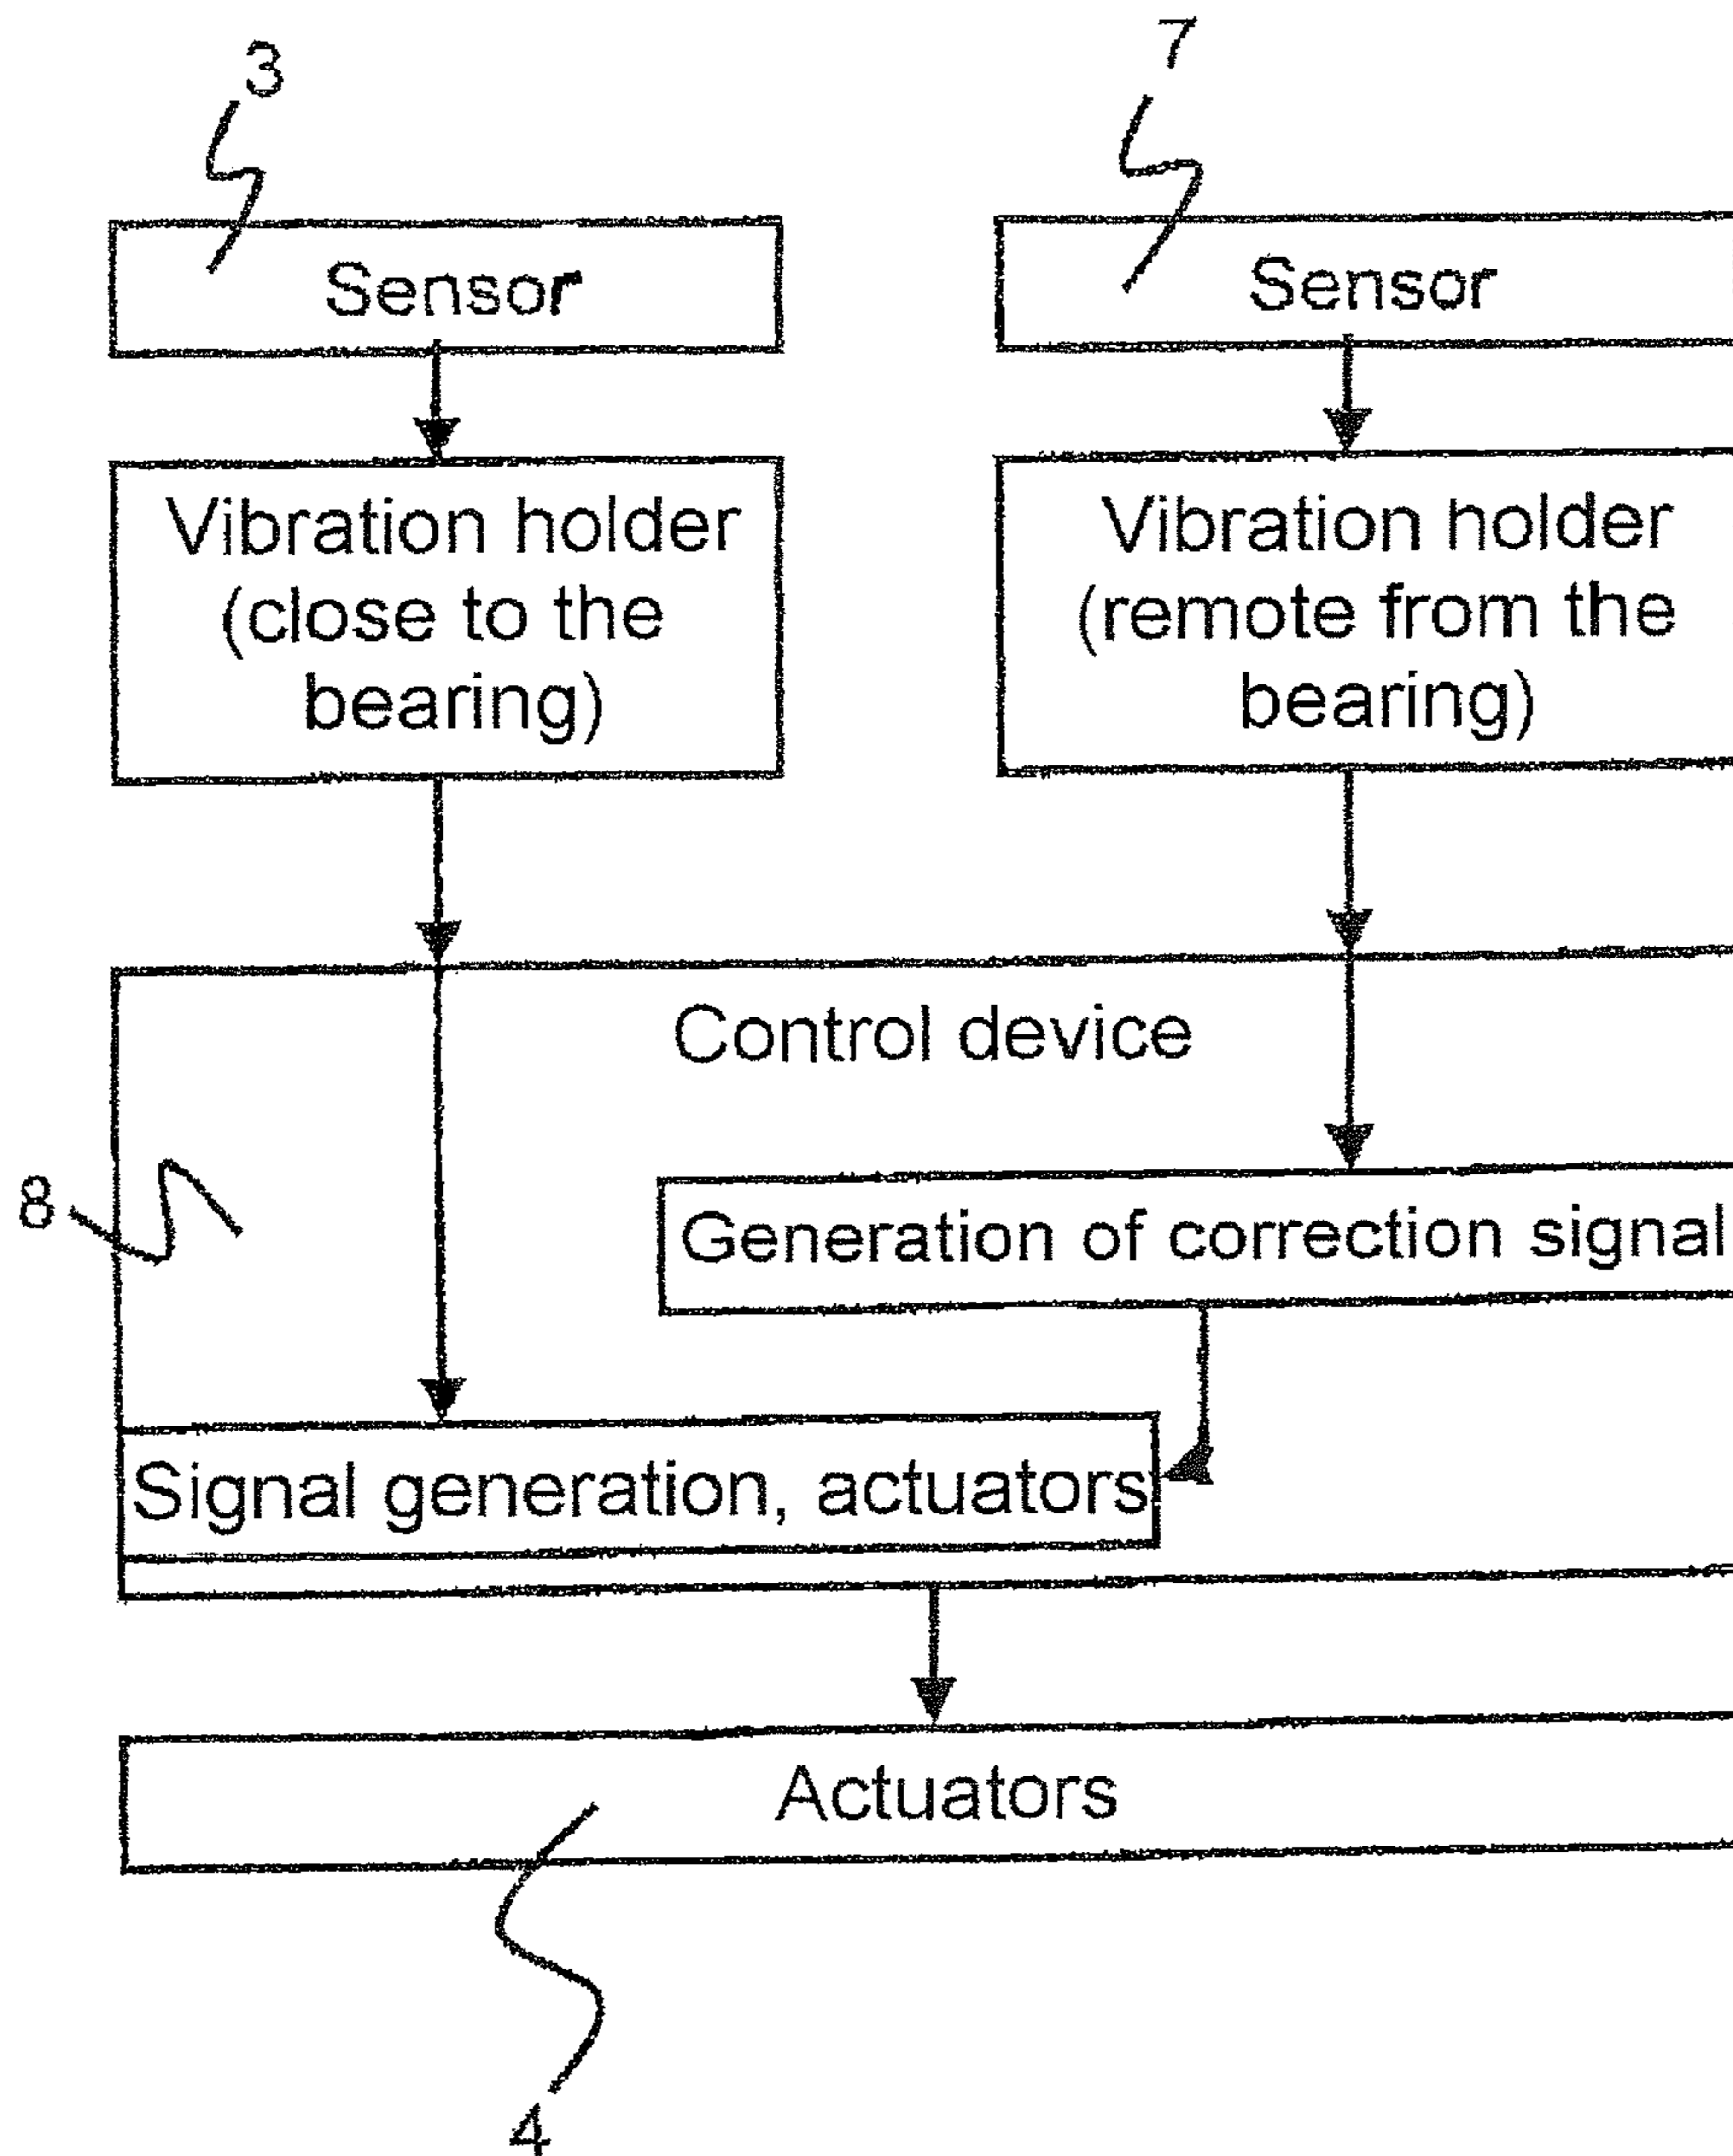 3
7
Sensor
Sensor
Vibration holder
(close to the
bearing)
Vibration holder
(remote from the
bearing)
Control device
8
Generation of correction signal
Signal generation, actuators
Actuators
4